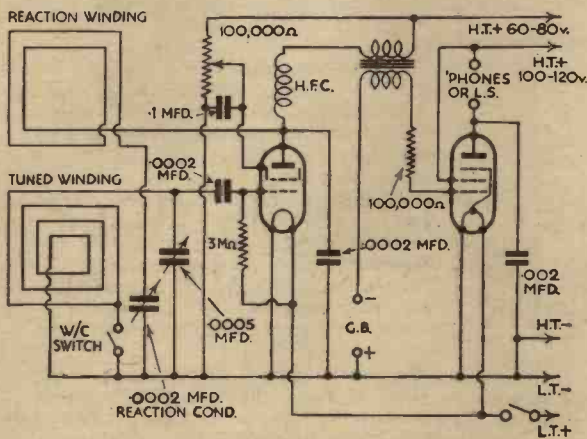 REACTION WINDING
100,000Ω
H.T.+ 60-80v.
H.T.+
100-120v.
'PHONES
OR L.S.
H.F.C.
.1 MFD.
.0002
MFD.
TUNED WINDING
100,000Ω
3MΩ
.0002 MFD.
.002
MFD.
.0005
MFD.
W/C
SWITCH
-
G.B.
+
H.T.-
.0002 MFD.
REACTION COND.
L.T.-
L.T.+